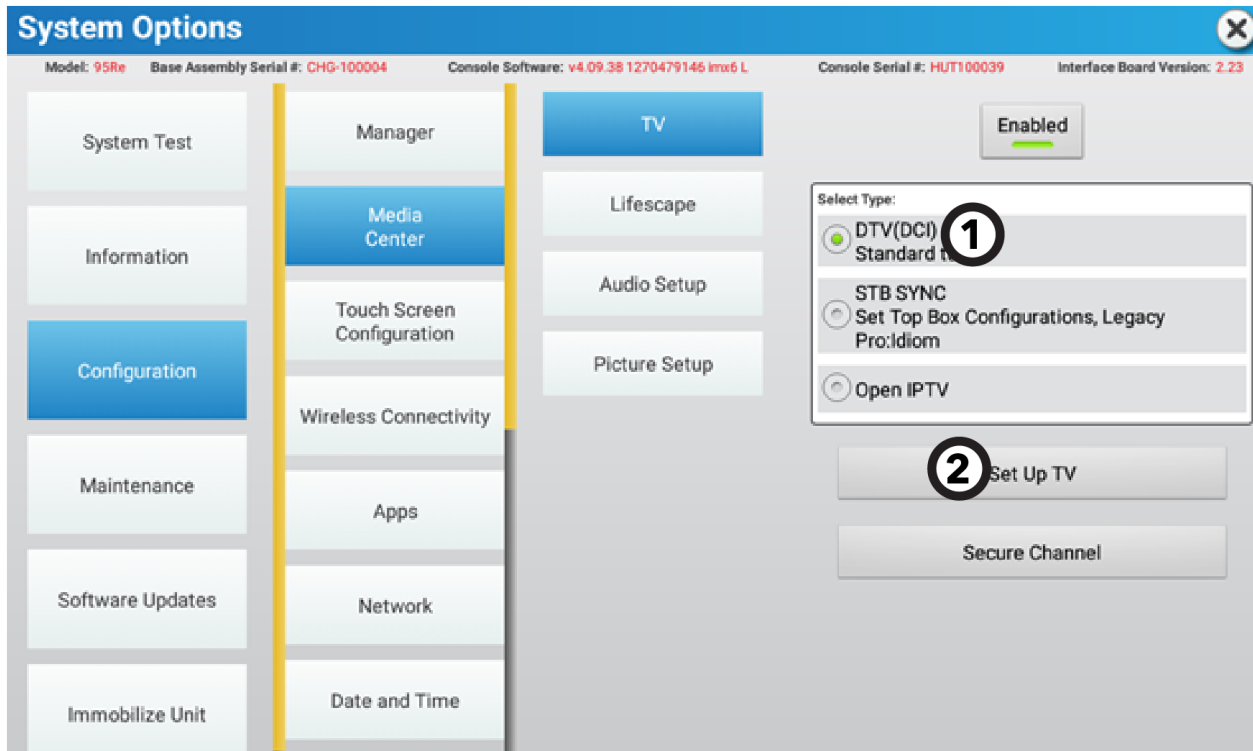 System Options
Model: 95Re Base Assembly Serial #: CHG-100004 Console Software: v4.09.38 1270479146 imx6 L Console Serial #: HUT100039 Interface Board Version: 2.23
System Test
Information
Configuration
Maintenance
Software Updates
Immobilize Unit
Manager
Media
Center
Touch Screen
Configuration
Wireless Connectivity
Apps
Network
Date and Time
TV
Lifescape
Audio Setup
Picture Setup
Enabled
Select Type:
DTV(DCI) 1
Standard
STB SYNC
Set Top Box Configurations, Legacy
Pro:Idiom
Open IPTV
2 Set Up TV
Secure Channel